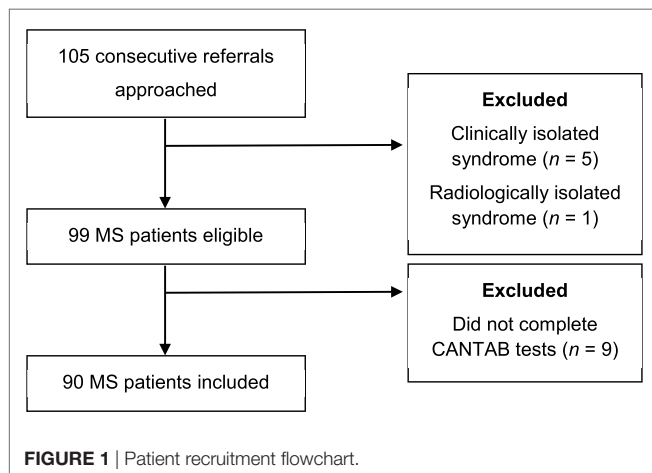 105 consecutive referrals
approached
Excluded
Clinically isolated
syndrome (n = 5)
Radiologically isolated
syndrome (n = 1)
99 MS patients eligible
Excluded
Did not complete
CANTAB tests (n = 9)
90 MS patients included
FIGURE 1 | Patient recruitment flowchart.